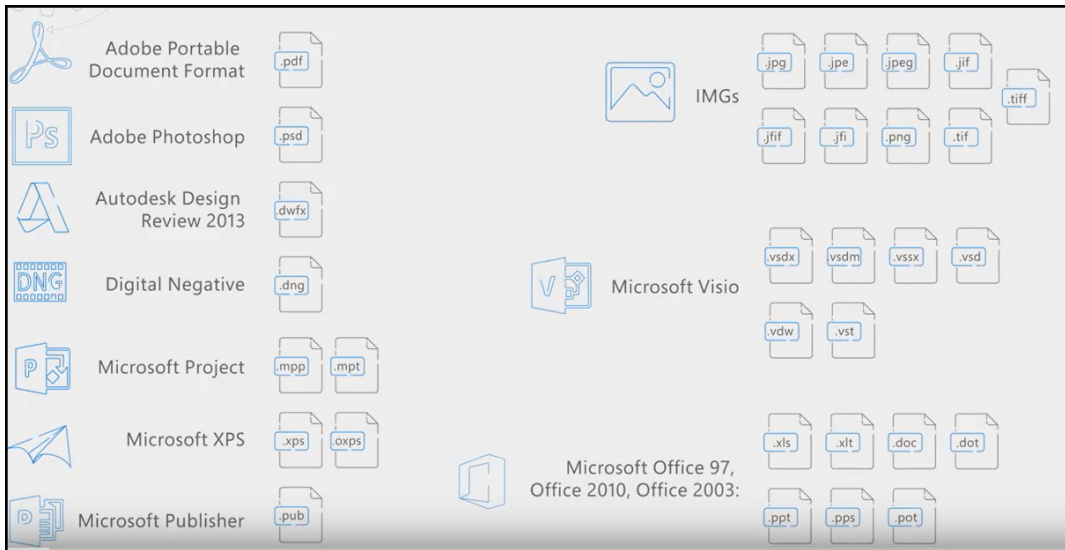 Adobe Portable
Document Format
.pdf
Ps
Adobe Photoshop
.psd
Autodesk Design
Review 2013
.dwfx
DNG
Digital Negative
.dng
P
Microsoft Project
.mpp .mpt
Microsoft XPS
.xps .oxps
P
Microsoft Publisher
.pub
IMGs
.jpg .jpe .jpeg .jif
.tiff
.jfif .jfi .png .tif
V
Microsoft Visio
.vsdx .vsdm .vssx .vsd
.vdw .vst
Microsoft Office 97,
Office 2010, Office 2003:
.xls .xlt .doc .dot
.ppt .pps .pot